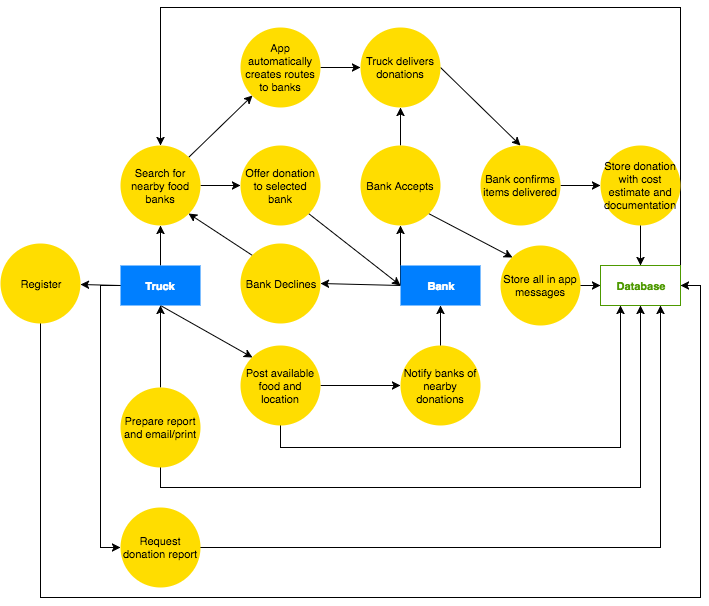 App
automatically
creates routes
to banks
Truck delivers
donations
Search for
nearby food
banks
Offer donation
to selected
bank
Bank Accepts
Bank confirms
items delivered
Store donation
with cost
estimate and
documentation
Register
Truck
Bank Declines
Bank
Store all in app
messages
Database
Post available
food and
location
Notify banks of
nearby
donations
Prepare report
and email/print
Request
donation report